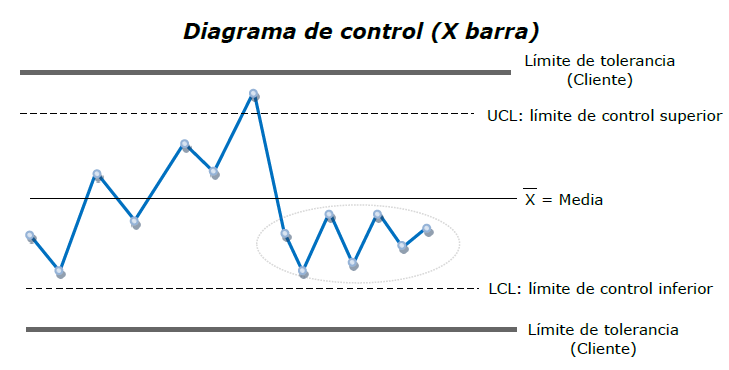 Diagrama de control (X barra)
Límite de tolerancia
(Cliente)
UCL: límite de control superior
X̅ = Media
LCL: límite de control inferior
Límite de tolerancia
(Cliente)